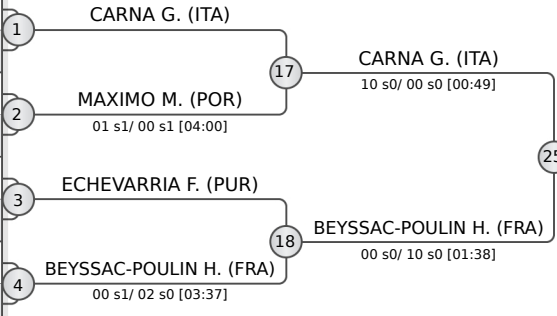 CARNA G. (ITA)
1
17
CARNA G. (ITA)
10 s0/ 00 s0 [00:49]
MAXIMO M. (POR)
2
01 s1/ 00 s1 [04:00]
25
ECHEVARRIA F. (PUR)
3
18
BEYSSAC-POULIN H. (FRA)
00 s0/ 10 s0 [01:38]
BEYSSAC-POULIN H. (FRA)
4
00 s1/ 02 s0 [03:37]